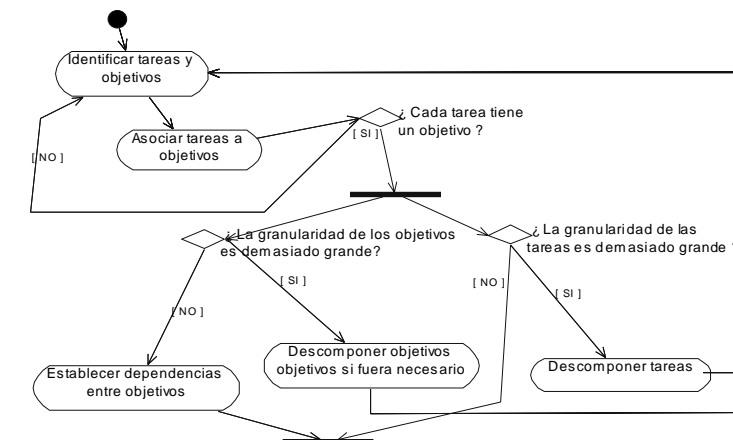 Identificar tareas y
objetivos
¿ Cada tarea tiene
un objetivo ?
[ SI ]
Asociar tareas a
objetivos
[ NO ]
¿ La granularidad de los objetivos
es demasiado grande?
¿ La granularidad de las
tareas es demasiado grande ?
[ SI ]
[ NO ]
[ SI ]
[ NO ]
Descomponer objetivos
objetivos si fuera necesario
Descomponer tareas
Establecer dependencias
entre objetivos